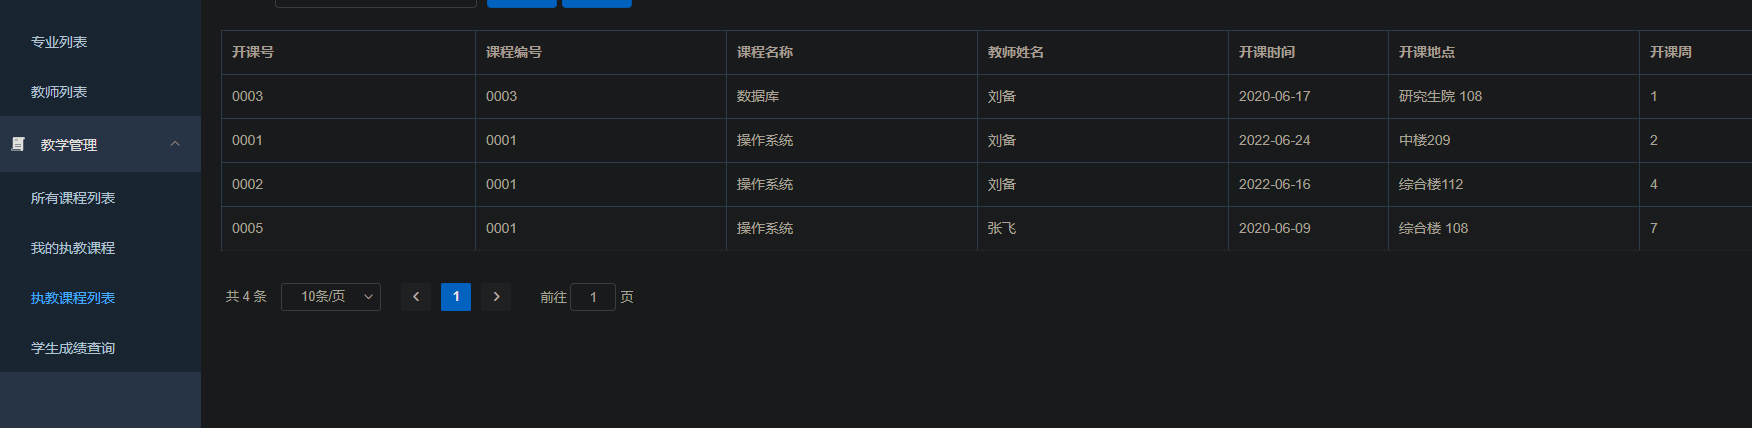 专业列表
教师列表
教学管理
所有课程列表
我的执教课程
执教课程列表
学生成绩查询
开课号 课程编号 课程名称 教师姓名 开课时间 开课地点 开课周
0003 0003 数据库 刘备 2020-06-17 研究生院 108 1
0001 0001 操作系统 刘备 2022-06-24 中楼209 2
0002 0001 操作系统 刘备 2022-06-16 综合楼112 4
0005 0001 操作系统 张飞 2020-06-09 综合楼 108 7
共 4 条 10条/页 1 前往 1 页